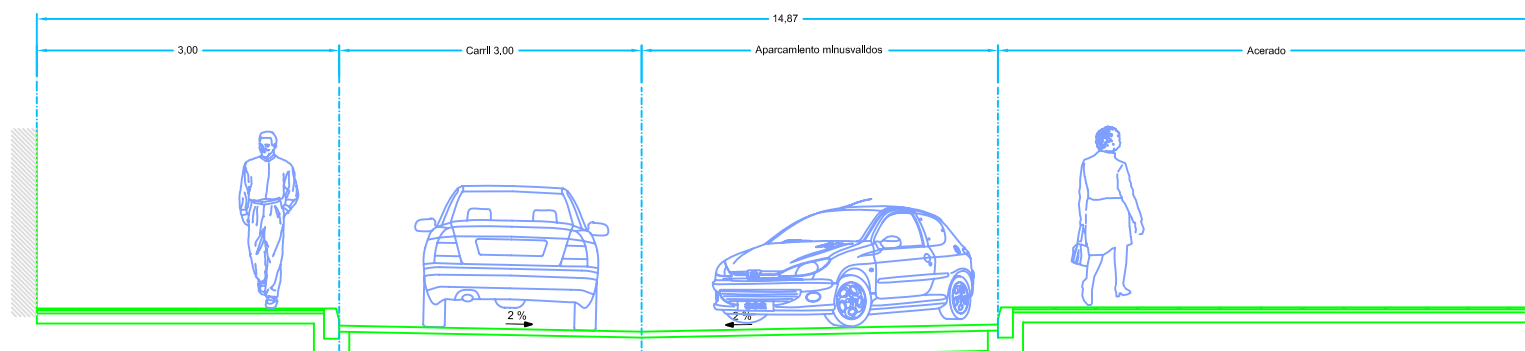 14,87
3,00
Carril 3,00
Aparcamiento minusvalidos
Acerado
2 %
2 %